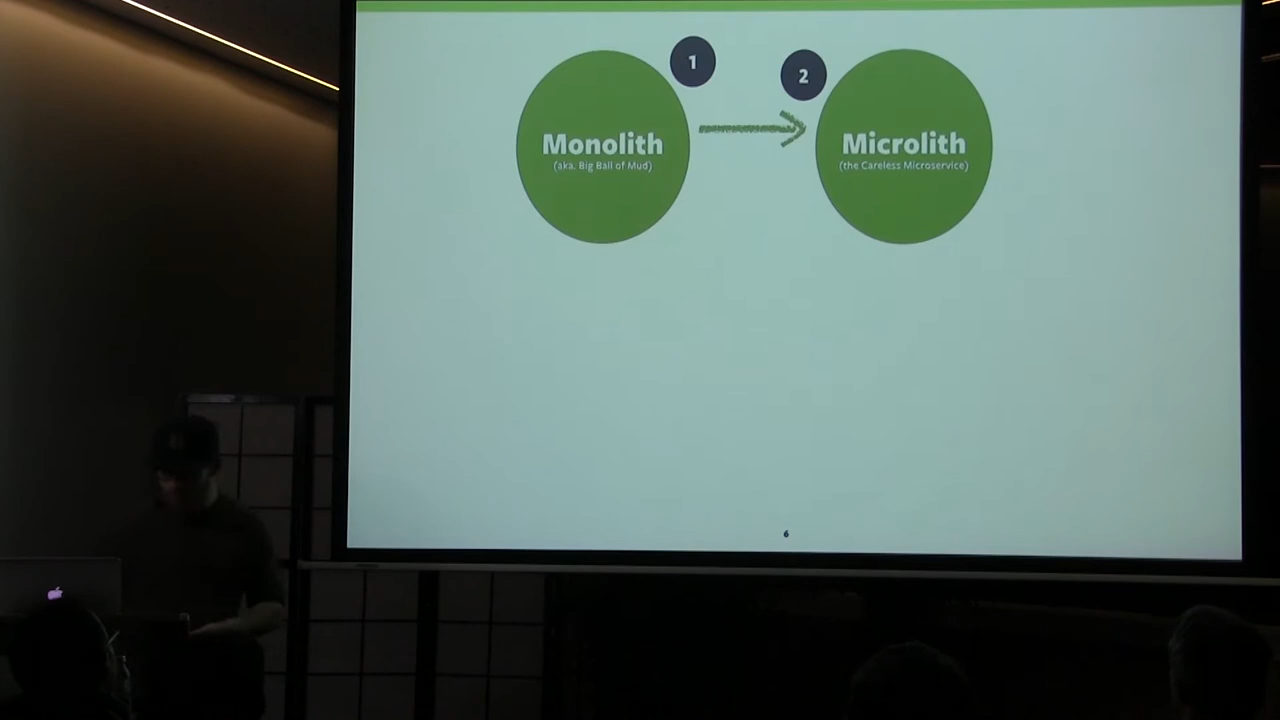 1
2
Monolith
(aka. Big Ball of Mud)
Microlith
(the Careless Microservice)
6